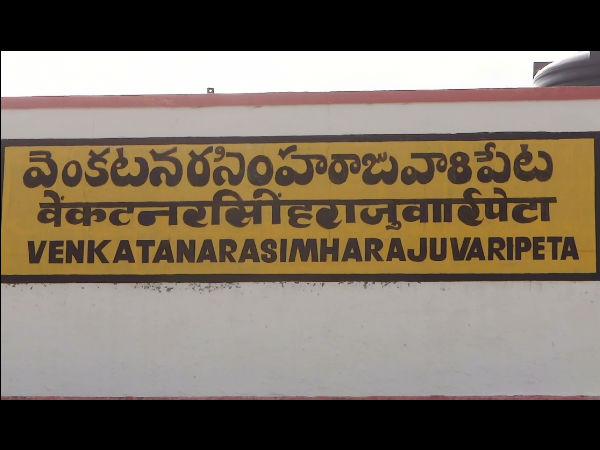 వెంకటనరసింహరాజువారిపేట
वेंकटनरसिंहराजुवारिपेटा
VENKATANARASIMHARAJUVARIPETA